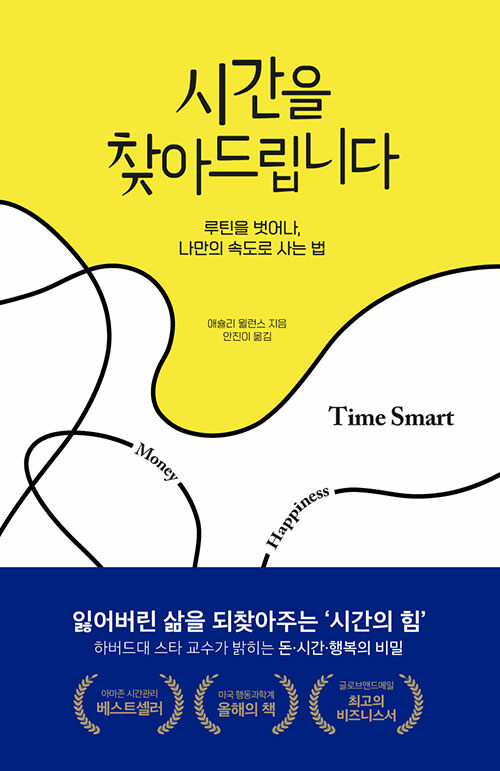 시간을
찾아드립니다
루틴을 벗어나,
나만의 속도로 사는 법
애슐리 윌런스 지음
안진이 옮김
Time Smart
Money
Happiness
잃어버린 삶을 되찾아주는 ‘시간의 힘’
하버드대 스타 교수가 밝히는 돈·시간·행복의 비밀
아마존 시간관리
베스트셀러
미국 행동과학계
올해의 책
글로브앤드메일
최고의
비즈니스서